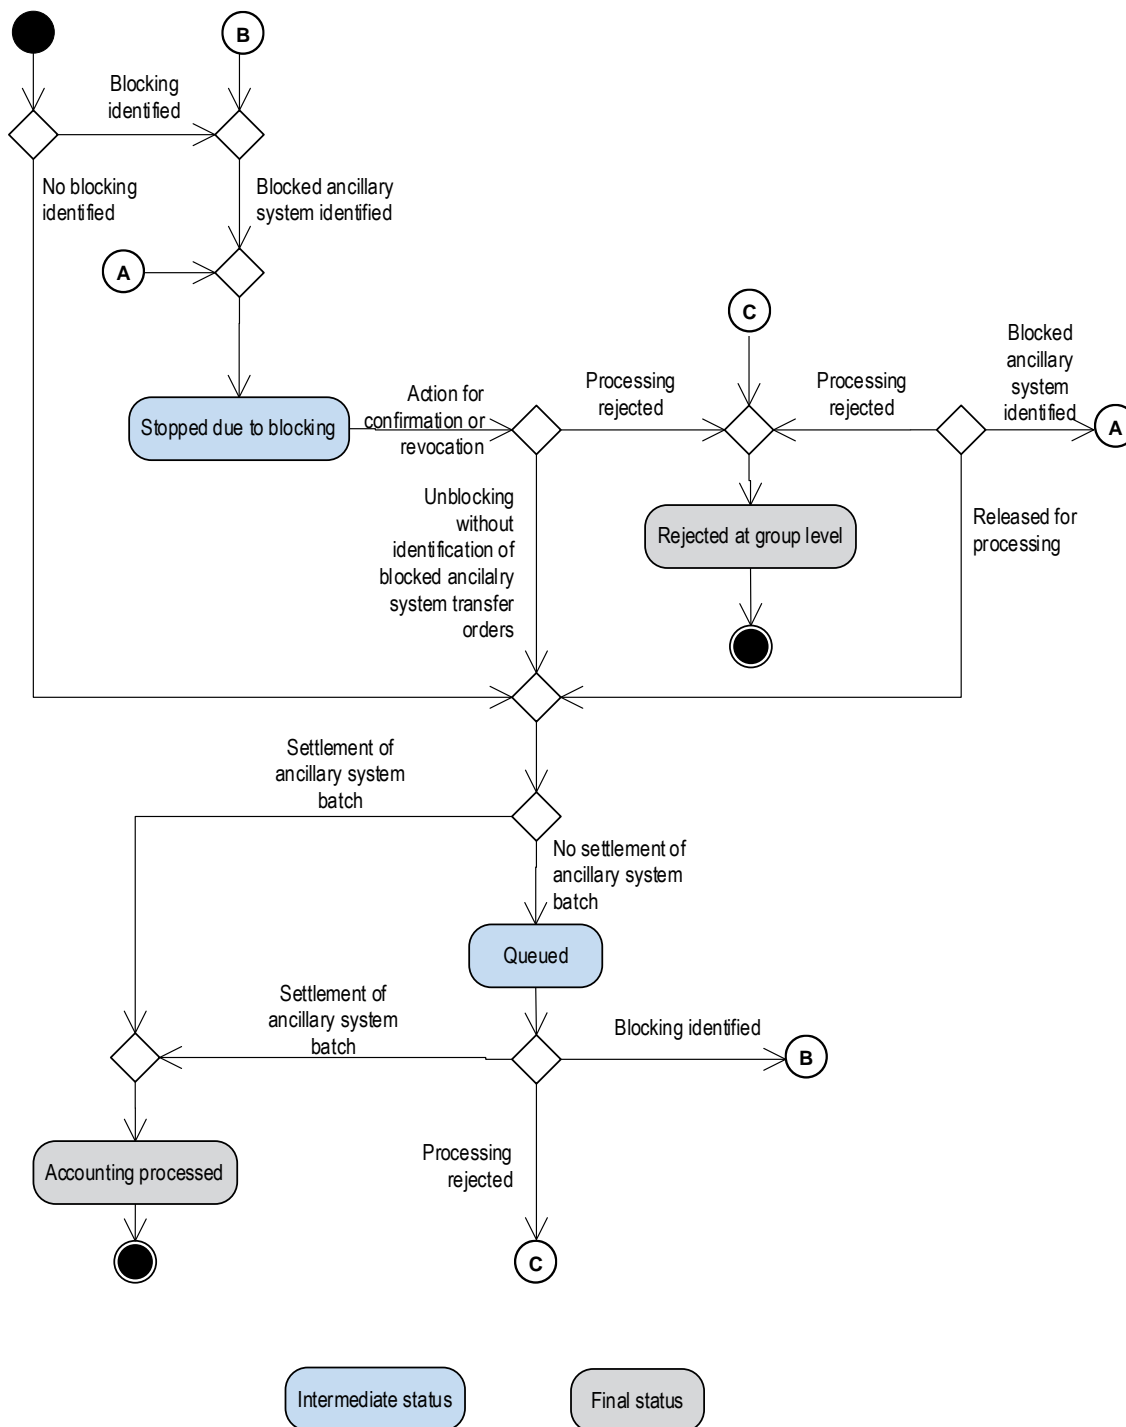 B
Blocking
identified
No blocking
identified
Blocked ancillary
system identified
A
C
Blocked
ancillary
system
identified
A
Processing
rejected
Processing
rejected
Action for
confirmation or
revocation
Stopped due to blocking
Unblocking
without
identification of
blocked ancilalry
system transfer
orders
Rejected at group level
Released for
processing
Settlement of
ancillary system
batch
No settlement of
ancillary system
batch
Queued
Settlement of
ancillary system
batch
Blocking identified
B
Accounting processed
Processing
rejected
C
Intermediate status
Final status